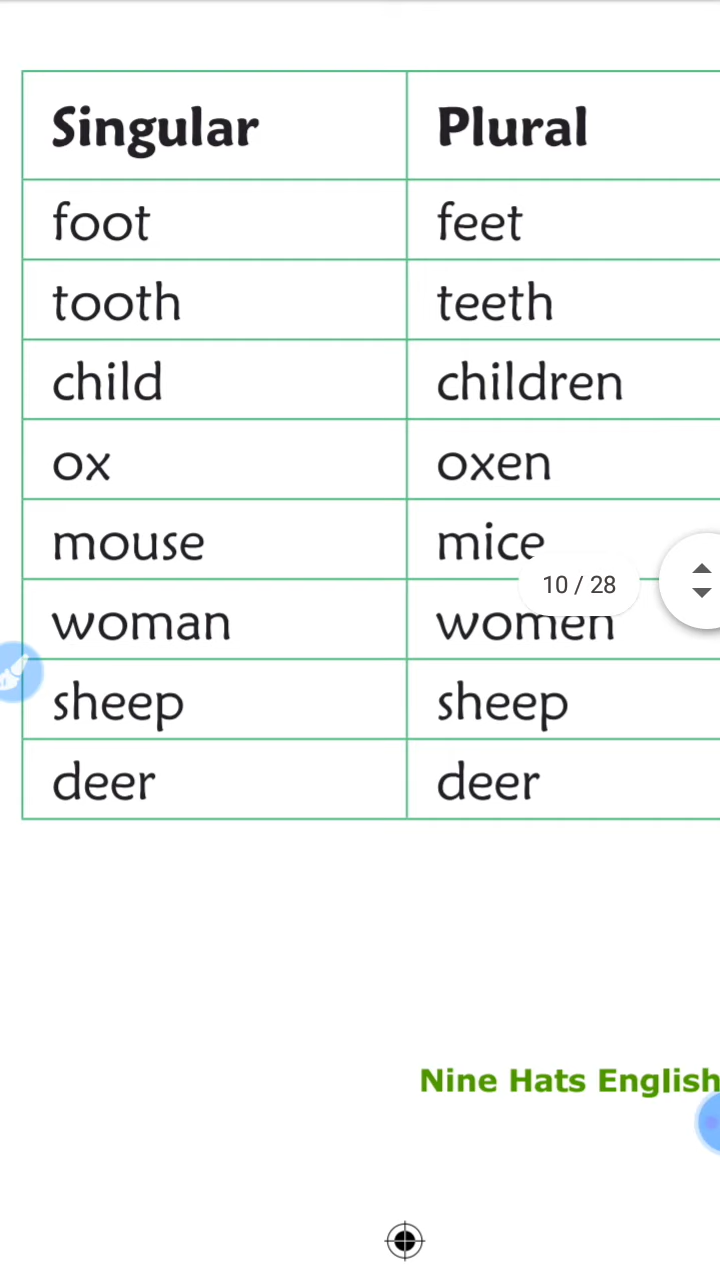 Singular Plural
foot feet
tooth teeth
child children
ox oxen
mouse mice
10 / 28
woman women
sheep sheep
deer deer
Nine Hats English